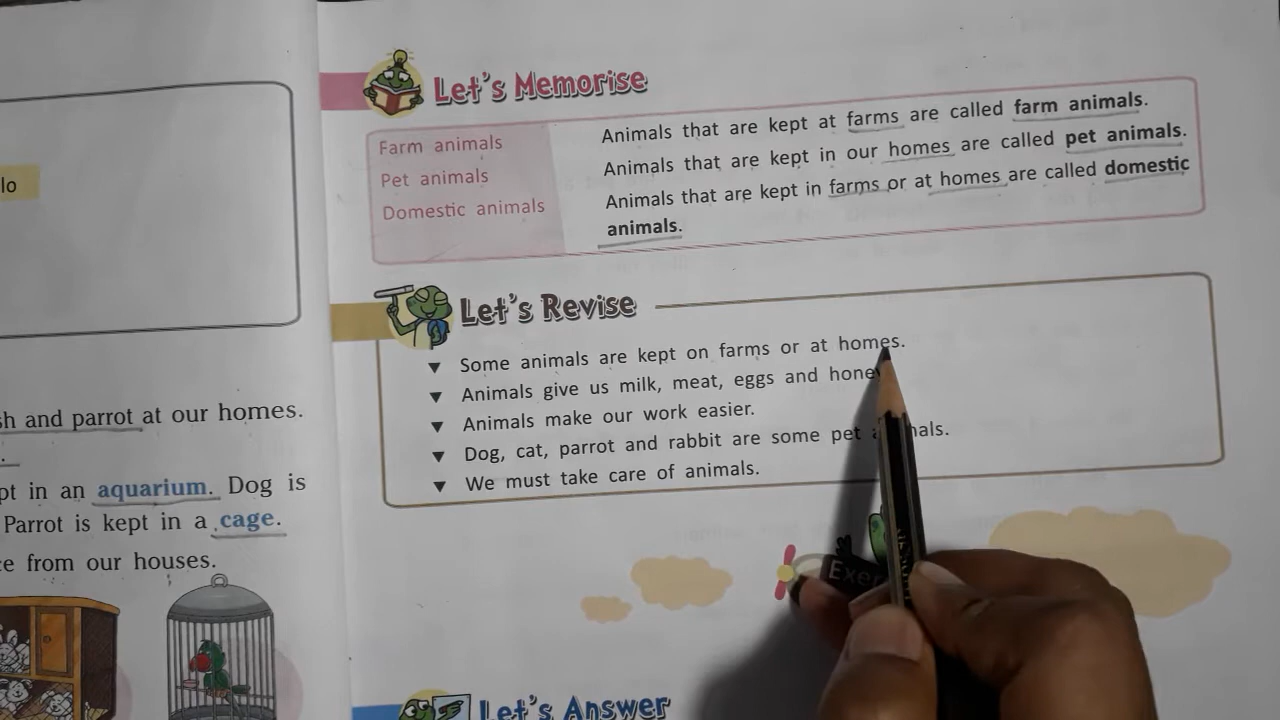 lo
sh and parrot at our homes.
pt in an aquarium. Dog is
Parrot is kept in a cage.
ce from our houses.
Let's Memorise
Farm animals
Animals that are kept at farms are called farm animals.
Pet animals
Animals that are kept in our homes are called pet animals.
Domestic animals
Animals that are kept in farms or at homes are called domestic
animals.
Let's Revise
Some animals are kept on farms or at homes.
Animals give us milk, meat, eggs and hone
Animals make our work easier.
Dog, cat, parrot and rabbit are some pet animals.
We must take care of animals.
Exer
Let's Answer